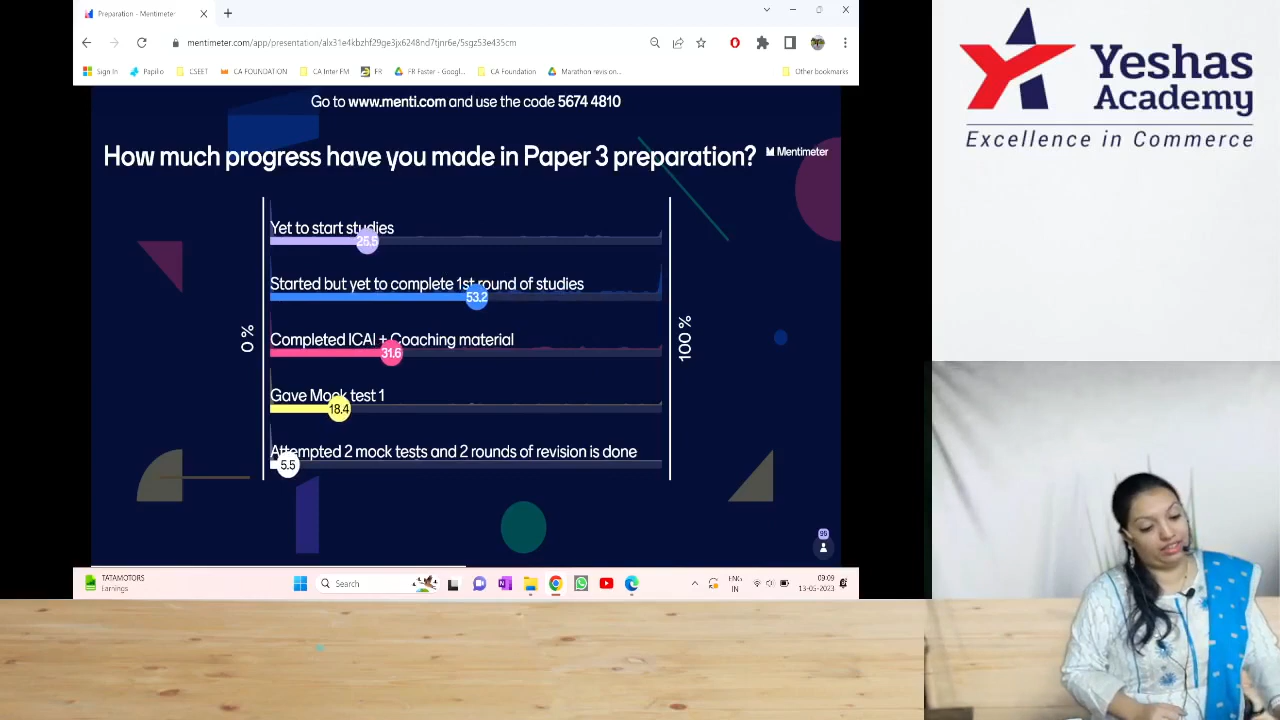 Preparation - Mentimeter
mentimeter.com/app/presentation/alx31e4kbzhf29ge3jx6248nd7tjnr6e/5sgz53e435cm
Sign In Papilio CSEET CA FOUNDATION CA Inter FM FR FR Faster - Googl... CA Foundation Marathon revision... Other bookmarks
Go to www.menti.com and use the code 5674 4810
How much progress have you made in Paper 3 preparation?
Mentimeter
Yet to start studies
25.5
Started but yet to complete 1st round of studies
53.2
Completed ICAI + Coaching material
31.6
Gave Mock test 1
18.4
Attempted 2 mock tests and 2 rounds of revision is done
5.5
0 %
100 %
95
TATAMOTORS
Earnings
Search
ENG
IN
09:09
13-05-2023
Yeshas
Academy
Excellence in Commerce